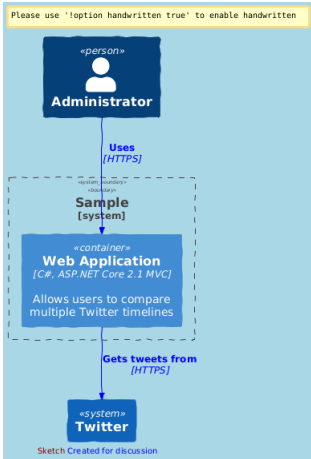 Please use '!option handwritten true' to enable handwritten
«person»
Administrator
Uses
[HTTPS]
«system_boundary»
«boundary»
Sample
[system]
«container»
Web Application
[C#, ASP.NET Core 2.1 MVC]
Allows users to compare
multiple Twitter timelines
Gets tweets from
[HTTPS]
«system»
Twitter
Sketch Created for discussion